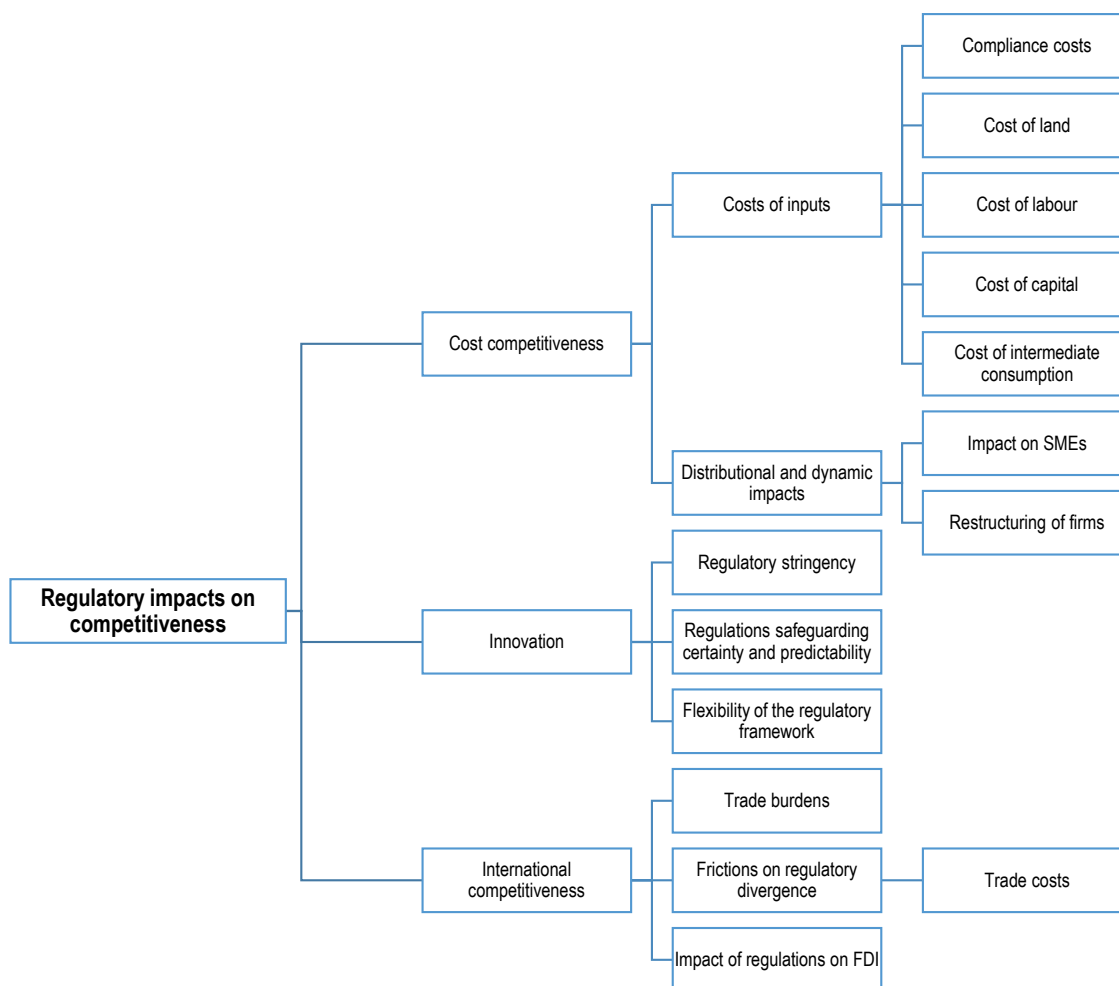 Regulatory impacts on
competitiveness
Cost competitiveness
Costs of inputs
Compliance costs
Cost of land
Cost of labour
Cost of capital
Cost of intermediate
consumption
Distributional and dynamic
impacts
Impact on SMEs
Restructuring of firms
Innovation
Regulatory stringency
Regulations safeguarding
certainty and predictability
Flexibility of the regulatory
framework
International
competitiveness
Trade burdens
Frictions on regulatory
divergence
Trade costs
Impact of regulations on FDI